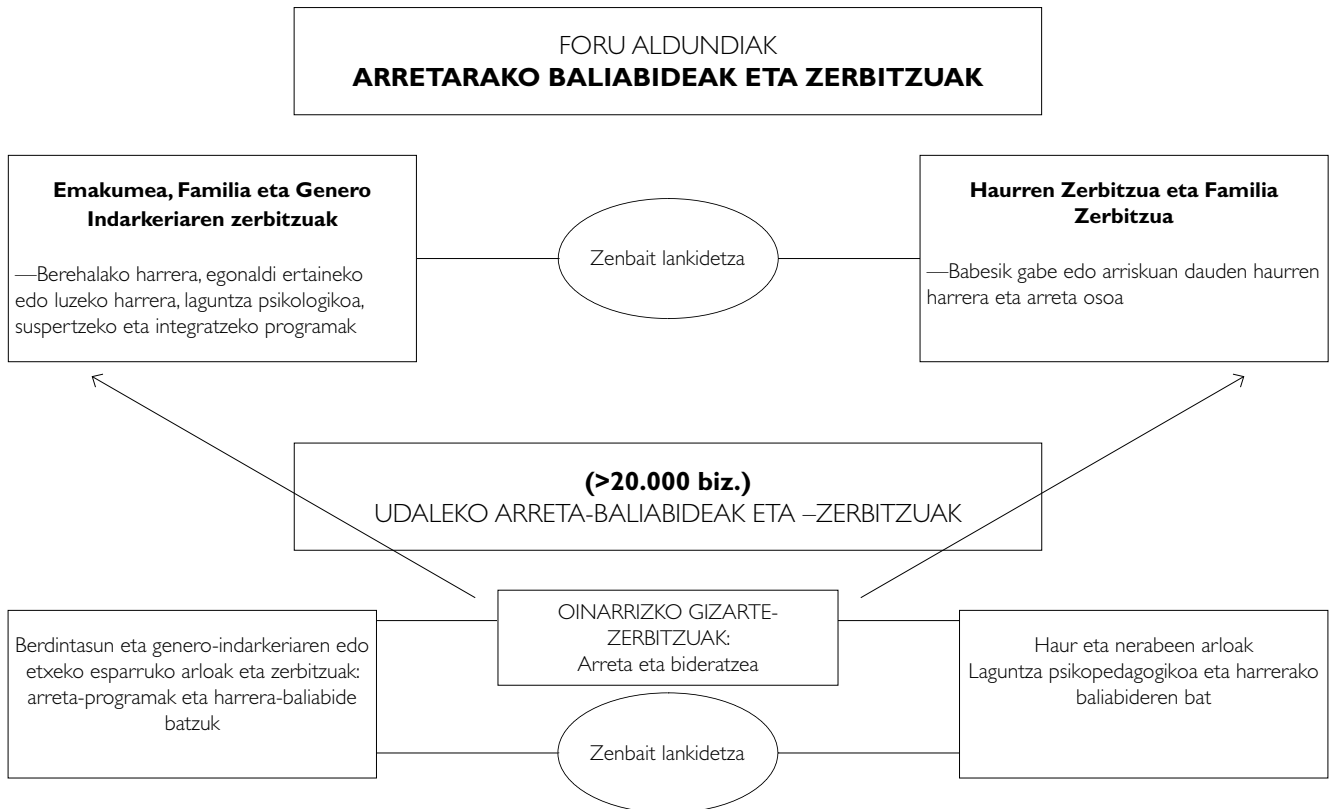 FORU ALDUNDIAK
ARRETARAKO BALIABIDEAK ETA ZERBITZUAK
Emakumea, Familia eta Genero
Indarkeriaren zerbitzuak
—Berehalako harrera, egonaldi ertaineko
edo luzeko harrera, laguntza psikologikoa,
suspertzeko eta integratzeko programak
Zenbait lankidetza
Haurren Zerbitzua eta Familia
Zerbitzua
—Babesik gabe edo arriskuan dauden haurren
harrera eta arreta osoa
(>20.000 biz.)
UDALEKO ARRETA-BALIABIDEAK ETA –ZERBITZUAK
Berdintasun eta genero-indarkeriaren edo
etxeko esparruko arloak eta zerbitzuak:
arreta-programak eta harrera-baliabide
batzuk
OINARRIZKO GIZARTE-
ZERBITZUAK:
Arreta eta bideratzea
Haur eta nerabeen arloak
Laguntza psikopedagogikoa eta harrerako
baliabideren bat
Zenbait lankidetza